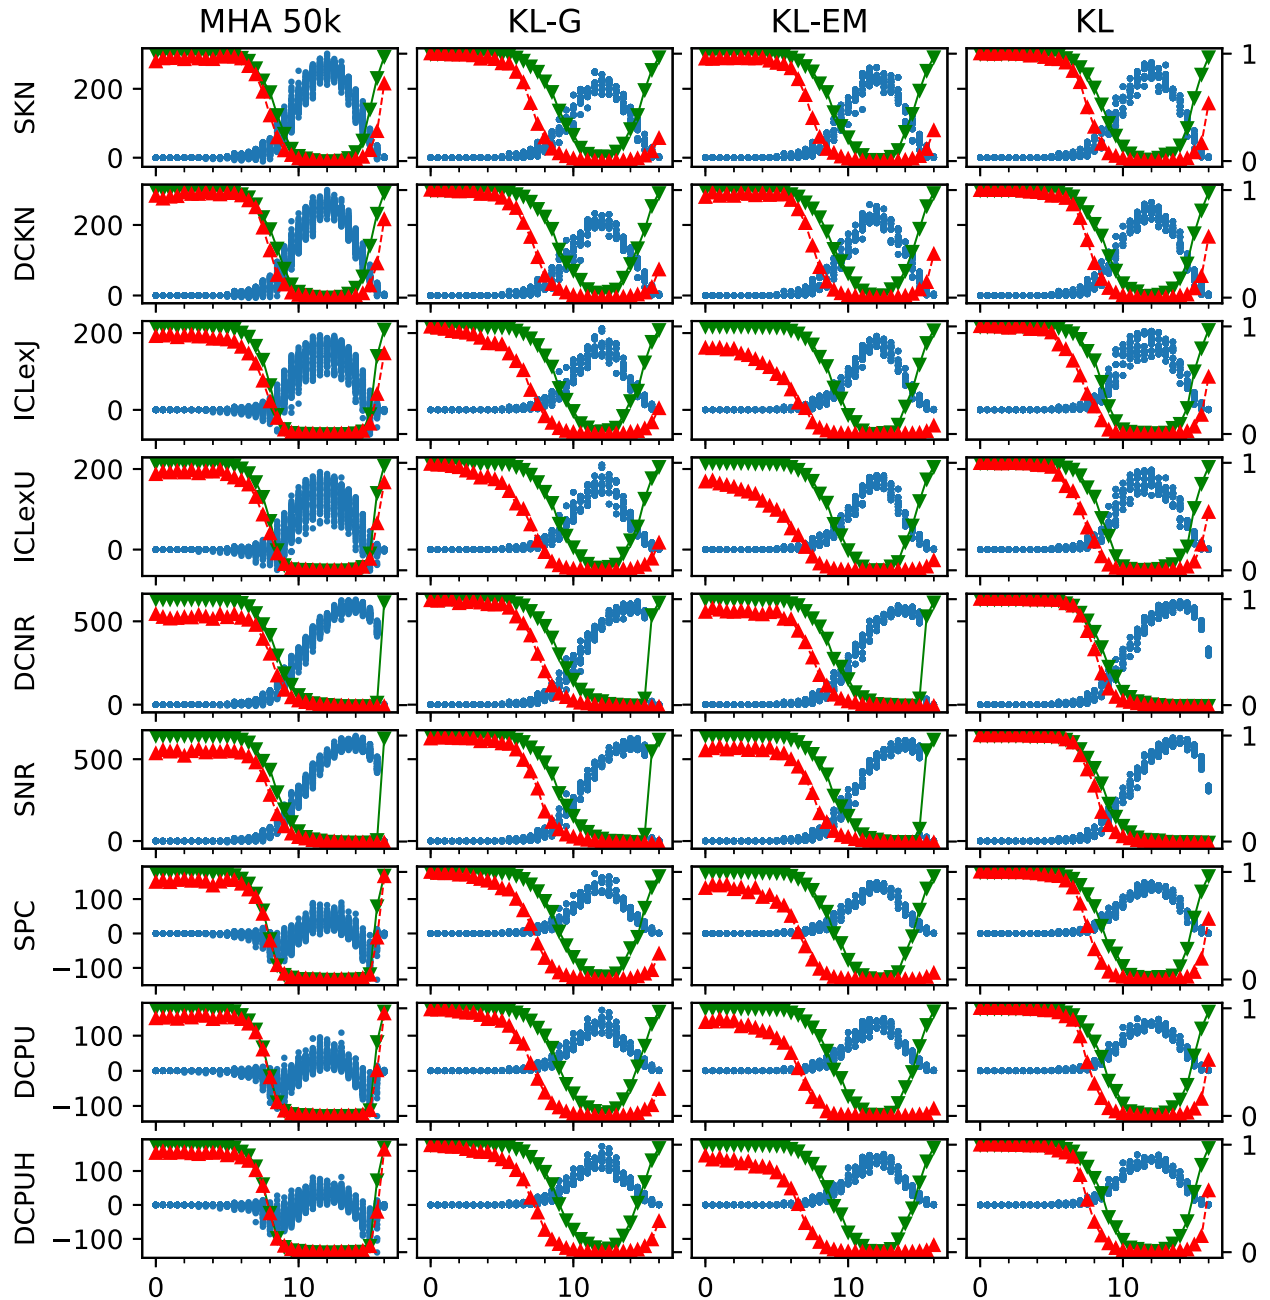 MHA 50k KL-G KL-EM KL
SKN 200 0 1 0
DCKN 200 0 1 0
ICLexJ 200 0 1 0
ICLexU 200 0 1 0
DCNR 500 0 1 0
SNR 500 0 1 0
SPC 100 0 −100 1 0
DCPU 100 0 −100 1 0
DCPUH 100 0 −100 1 0
0 10 0 10 0 10 0 10